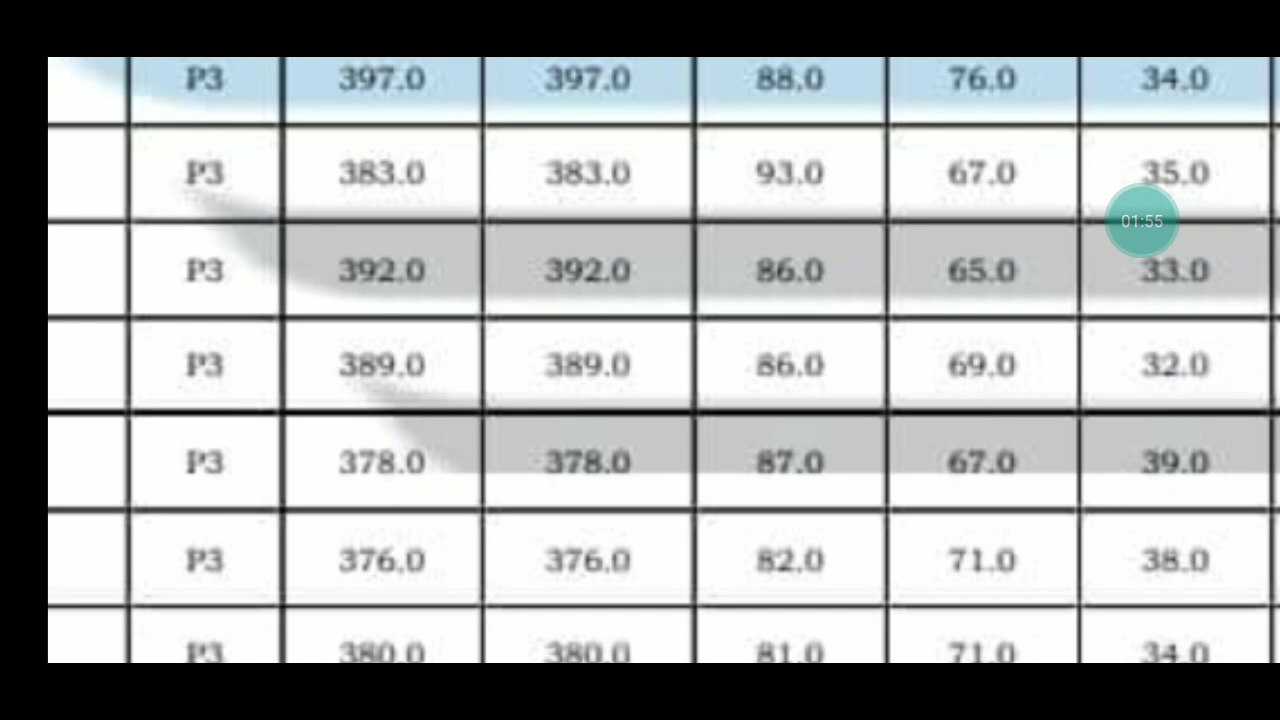 P3 397.0 397.0 88.0 76.0 34.0
P3 383.0 383.0 93.0 67.0 35.0
01:55
P3 392.0 392.0 86.0 65.0 33.0
P3 389.0 389.0 86.0 69.0 32.0
P3 378.0 378.0 87.0 67.0 39.0
P3 376.0 376.0 82.0 71.0 38.0
P3 380.0 380.0 81.0 71.0 34.0